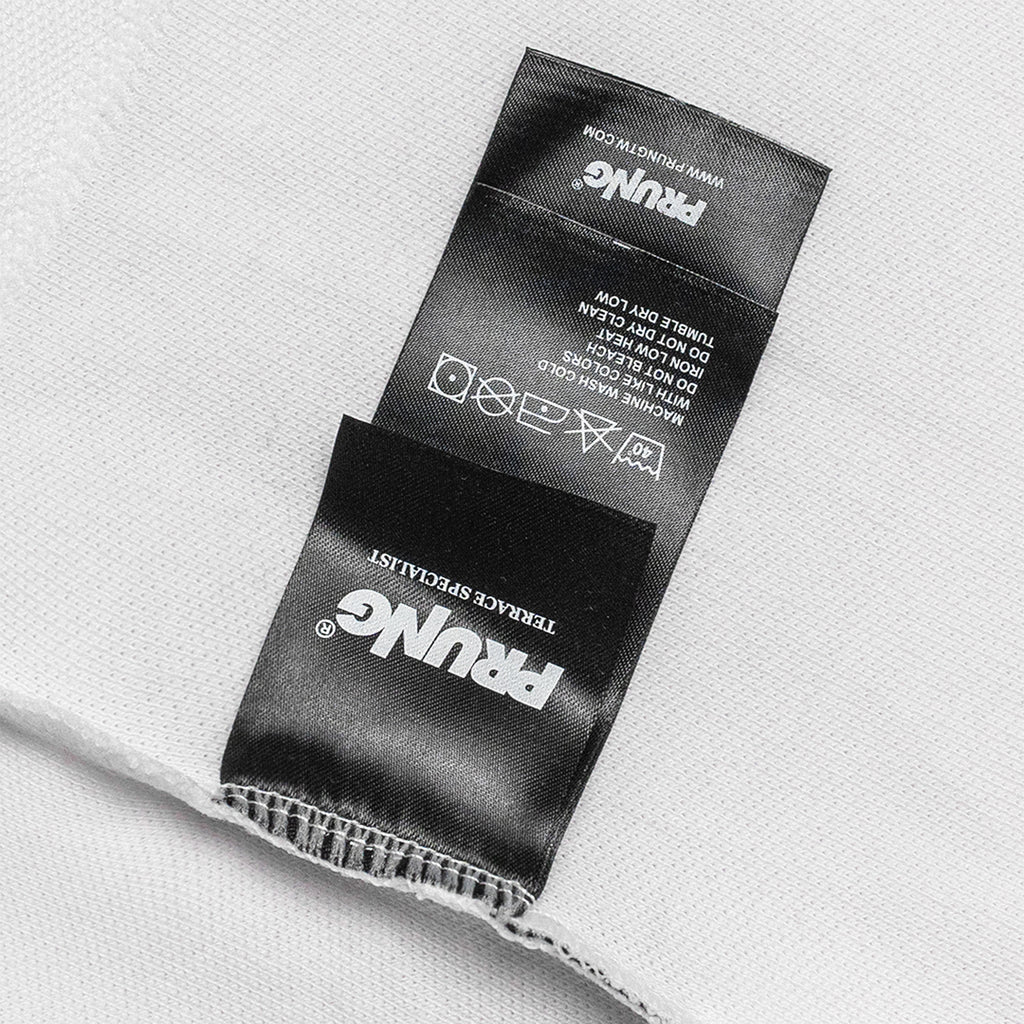 PRUNG®
TERRACE SPECIALIST
40°
MACHINE WASH COLD
WITH LIKE COLORS
DO NOT BLEACH
IRON LOW HEAT
DO NOT DRY CLEAN
TUMBLE DRY LOW
PRUNG®
WWW.PRUNGTW.COM